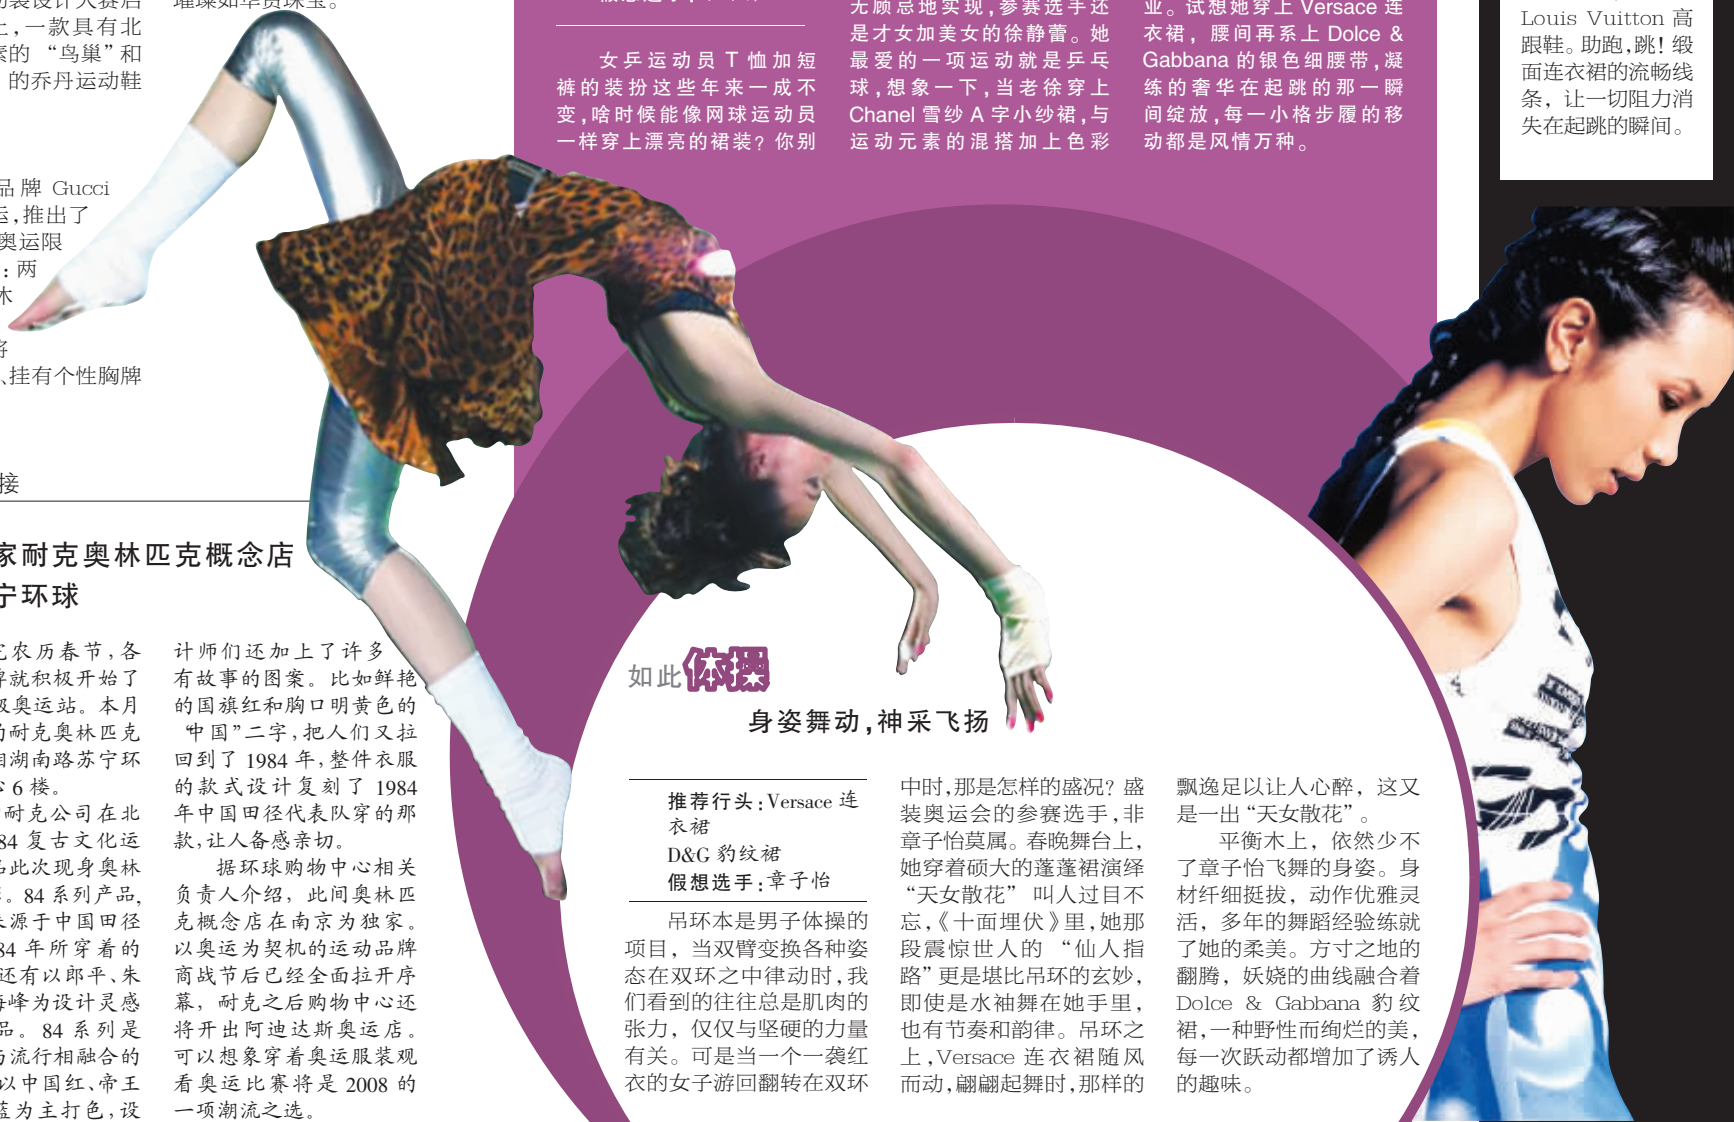 璀璨如华贵珠宝。
上,一款具有北
素的 “鸟巢”和
的乔丹运动鞋
品牌 Gucci
运,推出了
奥运限
:两
木
将
、挂有个性胸牌
接
家耐克奥林匹克概念店
宁环球
农历春节,各
牌就积极开始了
级奥运站。本月
的耐克奥林匹克
相湖南路苏宁环
6 楼。
耐克公司在北
84 复古文化运
品此次现身奥林
。84 系列产品,
来源于中国田径
84 年所穿着的
还有以郎平、朱
海峰为设计灵感
品。84 系列是
与流行相融合的
以中国红、帝王
蓝为主打色,设
计师们还加上了许多
有故事的图案。比如鲜艳
的国旗红和胸口明黄色的
“中国”二字,把人们又拉
回到了 1984 年,整件衣服
的款式设计复刻了 1984
年中国田径代表队穿的那
款,让人备感亲切。
据环球购物中心相关
负责人介绍，此间奥林匹
克概念店在南京为独家。
以奥运为契机的运动品牌
商战节后已经全面拉开序
幕，耐克之后购物中心还
将开出阿迪达斯奥运店。
可以想象穿着奥运服装观
看奥运比赛将是 2008 的
一项潮流之选。
女乒运动员 T 恤加短
裤的装扮这些年来一成不
变,啥时候能像网球运动员
一样穿上漂亮的裙装？你别
无顾忌地实现,参赛选手还
是才女加美女的徐静蕾。她
最爱的一项运动就是乒乓
球,想象一下,当老徐穿上
Chanel 雪纱 A 字小纱裙,与
运动元素的混搭加上色彩
业。试想她穿上 Versace 连
衣裙，腰间再系上 Dolce &
Gabbana 的银色细腰带,凝
练的奢华在起跳的那一瞬
间绽放,每一小格步履的移
动都是风情万种。
Louis Vuitton 高
跟鞋。助跑,跳！缎
面连衣裙的流畅线
条，让一切阻力消
失在起跳的瞬间。
如此体操
身姿舞动,神采飞扬
推荐行头:Versace 连
衣裙
D&G 豹纹裙
假想选手:章子怡
吊环本是男子体操的
项目，当双臂变换各种姿
态在双环之中律动时,我
们看到的往往总是肌肉的
张力，仅仅与坚硬的力量
有关。可是当一个一袭红
衣的女子游回翻转在双环
中时,那是怎样的盛况？盛
装奥运会的参赛选手,非
章子怡莫属。春晚舞台上,
她穿着硕大的蓬蓬裙演绎
“天女散花” 叫人过目不
忘,《十面埋伏》里,她那
段震惊世人的 “仙人指
路”更是堪比吊环的玄妙,
即使是水袖舞在她手里,
也有节奏和韵律。吊环之
上,Versace 连衣裙随风
而动,翩翩起舞时,那样的
飘逸足以让人心醉，这又
是一出“天女散花”。
平衡木上，依然少不
了章子怡飞舞的身姿。身
材纤细挺拔，动作优雅灵
活，多年的舞蹈经验练就
了她的柔美。方寸之地的
翻腾，妖娆的曲线融合着
Dolce & Gabbana 豹纹
裙,一种野性而绚烂的美,
每一次跃动都增加了诱人
的趣味。